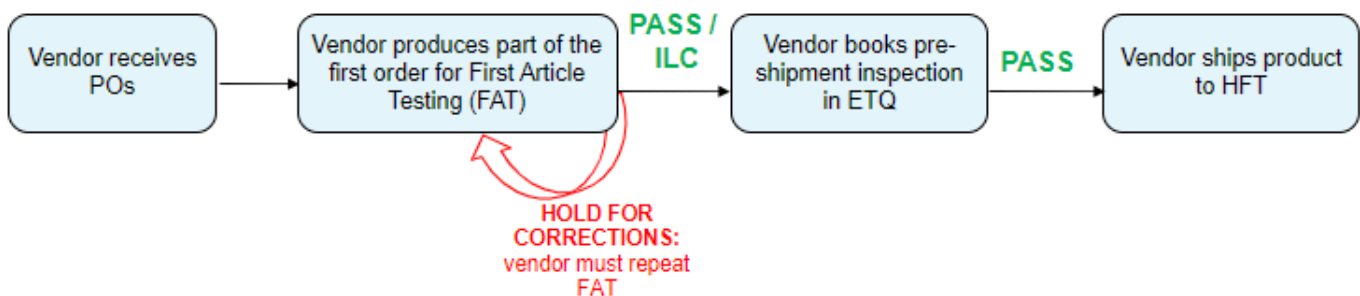 Vendor receives
POs
Vendor produces part of the
first order for First Article
Testing (FAT)
PASS /
ILC
Vendor books pre-
shipment inspection
in ETQ
PASS
Vendor ships product
to HFT
HOLD FOR
CORRECTIONS:
vendor must repeat
FAT